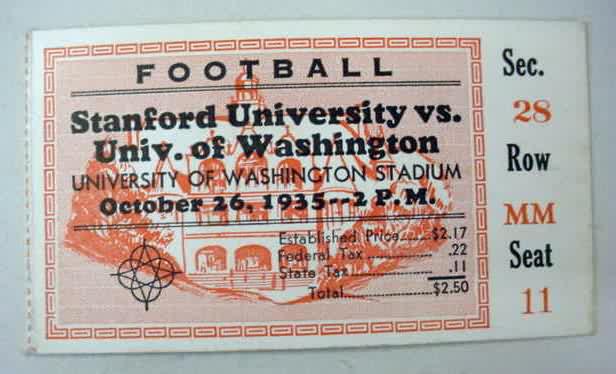 FOOTBALL
Stanford University vs.
Univ. of Washington
UNIVERSITY OF WASHINGTON STADIUM
October 26, 1935--2 P.M.
Established Price......$2.17
Federal Tax...............22
State Tax..................11
Total...............$2.50
Sec.
28
Row
MM
Seat
11